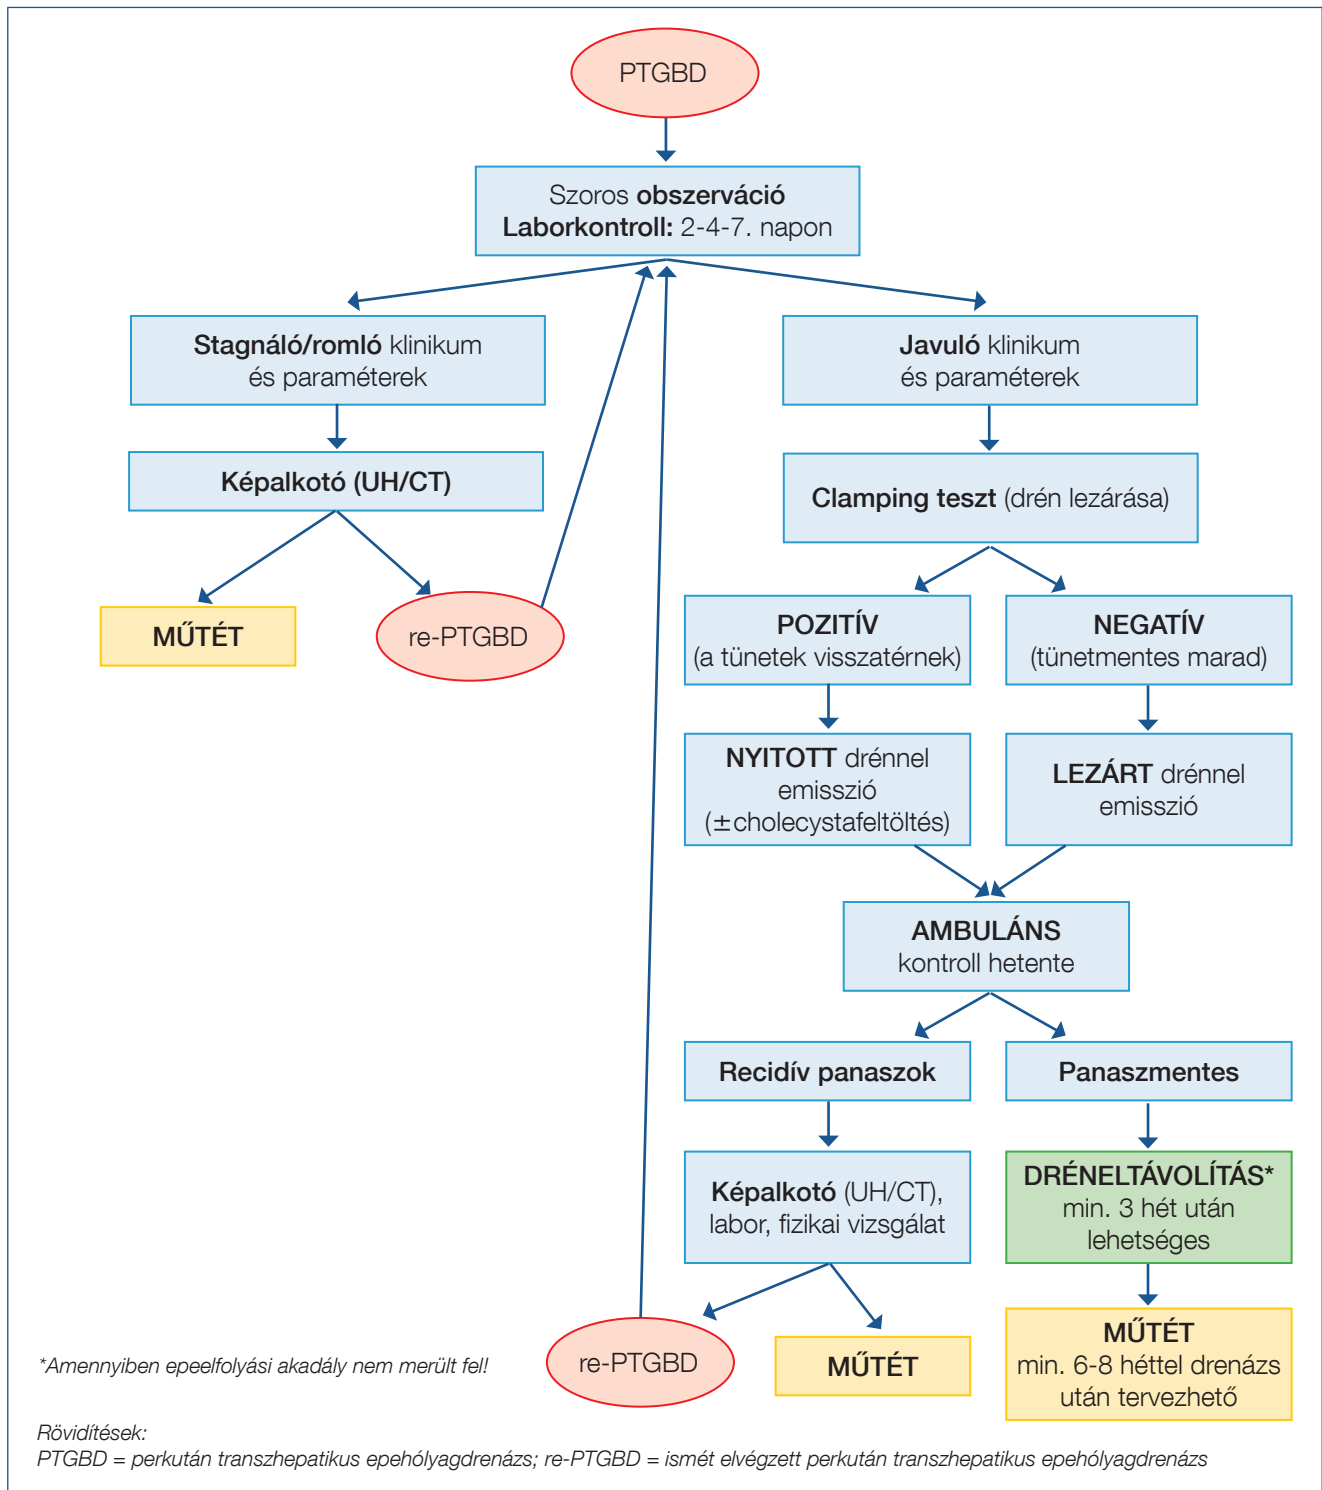 PTGBD
Szoros obszerváció
Laborkontroll: 2-4-7. napon
Stagnáló/romló klinikum
és paraméterek
Javuló klinikum
és paraméterek
Képalkotó (UH/CT)
Clamping teszt (drén lezárása)
MŰTÉT
re-PTGBD
POZITÍV
(a tünetek visszatérnek)
NEGATÍV
(tünetmentes marad)
NYITOTT drénnel
emisszió
(±cholecystafeltöltés)
LEZÁRT drénnel
emisszió
AMBULÁNS
kontroll hetente
Recidív panaszok
Panaszmentes
Képalkotó (UH/CT),
labor, fizikai vizsgálat
DRÉNELTÁVOLÍTÁS*
min. 3 hét után
lehetséges
re-PTGBD
MŰTÉT
MŰTÉT
min. 6-8 héttel drenázs
után tervezhető
*Amennyiben epeelfolyási akadály nem merült fel!
Rövidítések:
PTGBD = perkután transzhepatikus epehólyagdrenázs; re-PTGBD = ismét elvégzett perkután transzhepatikus epehólyagdrenázs